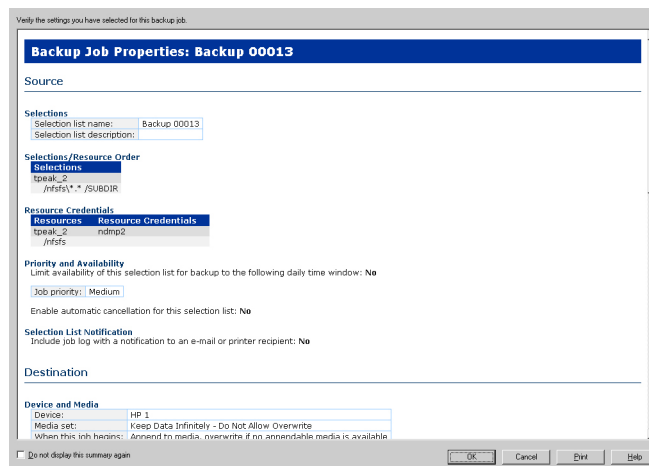 Verify the settings you have selected for this backup job.
Backup Job Properties: Backup 00013
Source
Selections
Selection list name: Backup 00013
Selection list description:
Selections/Resource Order
Selections
tpeak_2
/nfsfs\*.* /SUBDIR
Resource Credentials
Resources Resource Credentials
tpeak_2 ndmp2
/nfsfs
Priority and Availability
Limit availability of this selection list for backup to the following daily time window: No
Job priority: Medium
Enable automatic cancellation for this selection list: No
Selection List Notification
Include job log with a notification to an e-mail or printer recipient: No
Destination
Device and Media
Device: HP 1
Media set: Keep Data Infinitely - Do Not Allow Overwrite
When this job begins: Append to media, overwrite if no appendable media is available
Do not display this summary again
OK Cancel Print Help